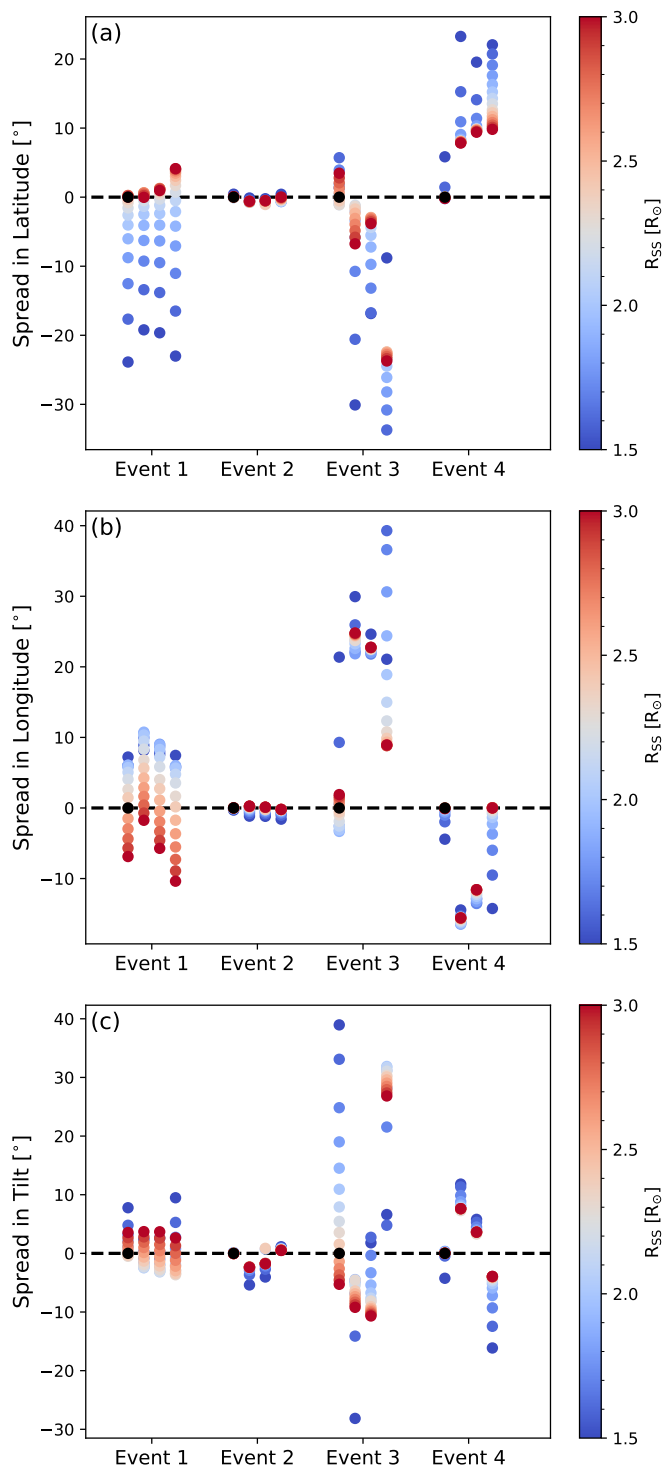 (a)
Spread in Latitude [°]
20
10
0
−10
−20
−30
Event 1 Event 2 Event 3 Event 4
3.0
2.5
2.0
1.5
R_SS [R_⊙]
(b)
Spread in Longitude [°]
40
30
20
10
0
−10
Event 1 Event 2 Event 3 Event 4
3.0
2.5
2.0
1.5
R_SS [R_⊙]
(c)
Spread in Tilt [°]
40
30
20
10
0
−10
−20
−30
Event 1 Event 2 Event 3 Event 4
3.0
2.5
2.0
1.5
R_SS [R_⊙]